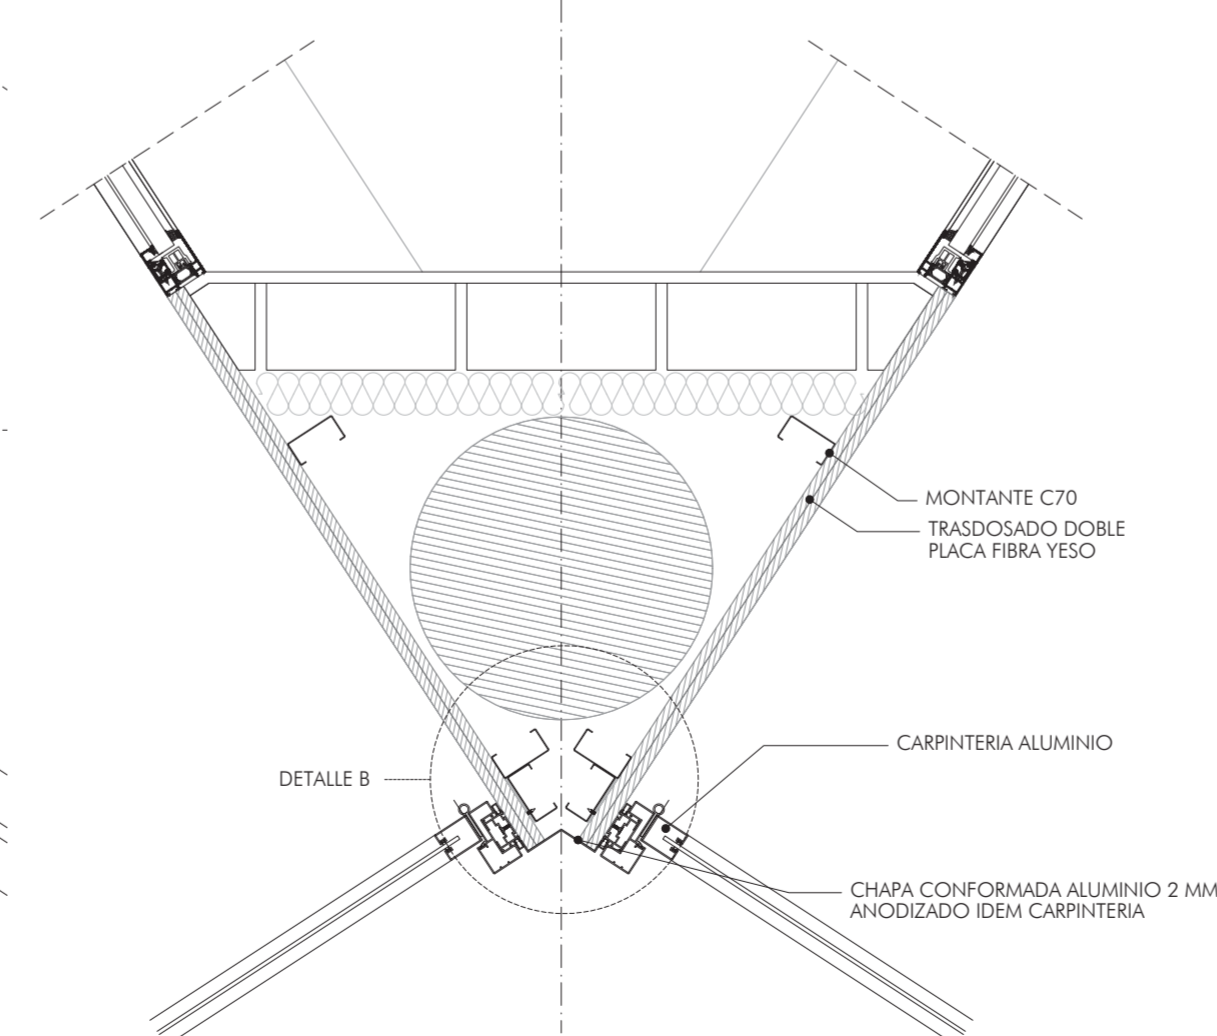 MONTANTE C70
TRASDOSADO DOBLE
PLACA FIBRA YESO
CARPINTERIA ALUMINIO
DETALLE B
CHAPA CONFORMADA ALUMINIO 2 MM
ANODIZADO IDEM CARPINTERIA